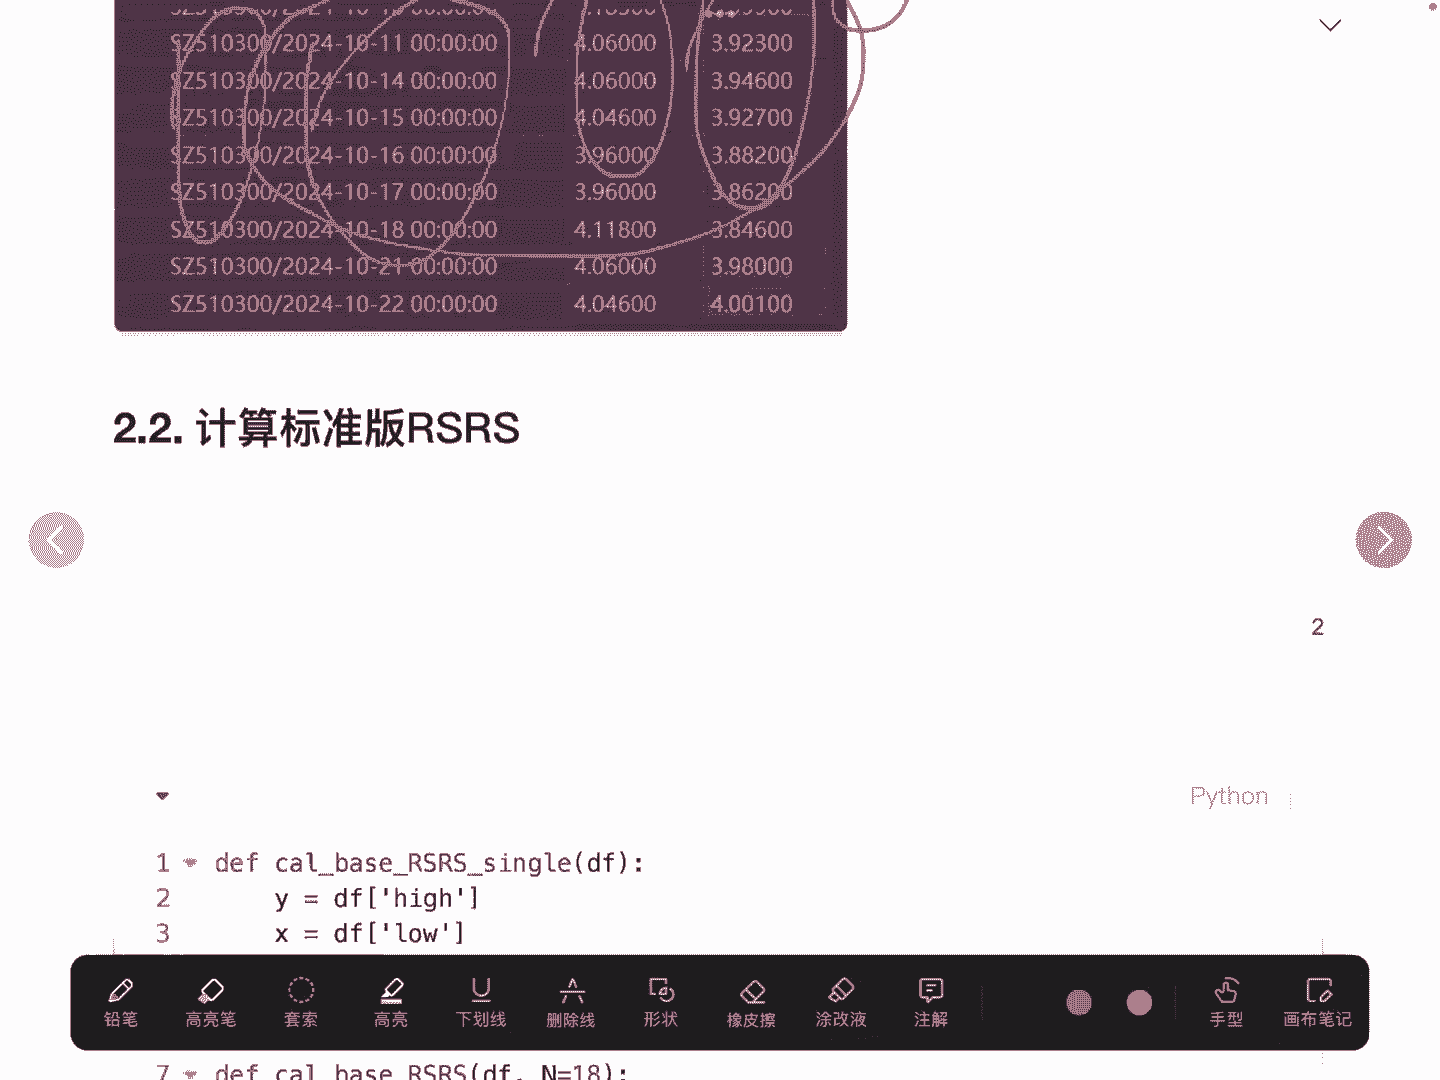 SZ510300/2024-10-11 00:00:00 4.06000 3.92300
SZ510300/2024-10-14 00:00:00 4.06000 3.94600
SZ510300/2024-10-15 00:00:00 4.04600 3.92700
SZ510300/2024-10-16 00:00:00 3.96000 3.88200
SZ510300/2024-10-17 00:00:00 3.96000 3.86200
SZ510300/2024-10-18 00:00:00 4.11800 3.84600
SZ510300/2024-10-21 00:00:00 4.06000 3.98000
SZ510300/2024-10-22 00:00:00 4.04600 4.00100
2.2. 计算标准版RSRS
2
Python
1 def cal_base_RSRS_single(df):
2 y = df['high']
3 x = df['low']
铅笔 高亮笔 套索 高亮 下划线 删除线 形状 橡皮擦 涂改液 注解 手型 画布笔记
7 def cal_base_RSRS(df, N=18):